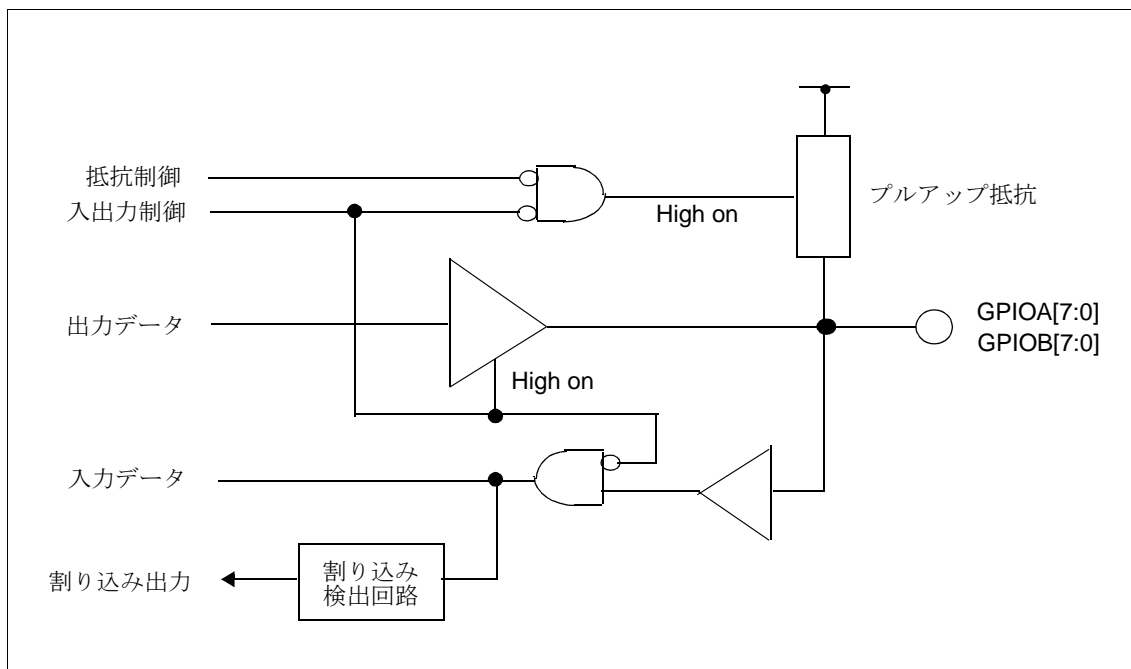 抵抗制御
入出力制御
High on
プルアップ抵抗
出力データ
High on
GPIOA[7:0]
GPIOB[7:0]
入力データ
割り込み出力
割り込み
検出回路